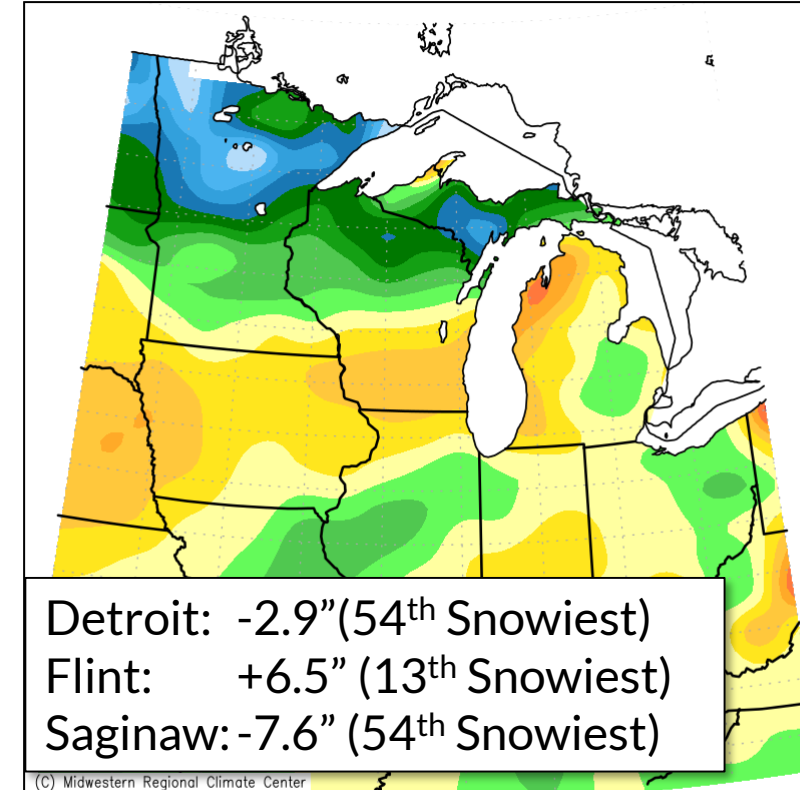 Detroit: -2.9”(54th Snowiest)
Flint: +6.5” (13th Snowiest)
Saginaw: -7.6” (54th Snowiest)
(C) Midwestern Regional Climate Center